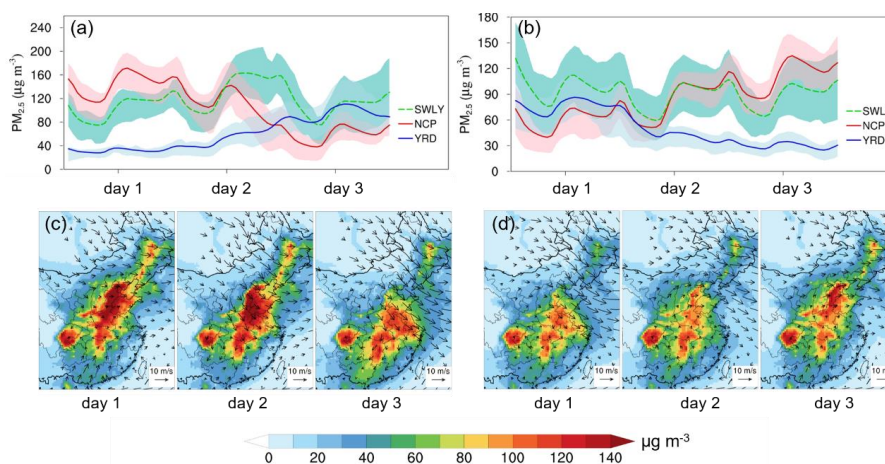 (a)
PM2.5 (µg m-3)
240
200
160
120
80
40
0
SWLY
NCP
YRD
day 1 day 2 day 3
(b)
PM2.5 (µg m-3)
180
150
120
90
60
30
0
SWL
NCP
YRD
day 1 day 2 day 3
(c)
10 m/s
10 m/s
10 m/s
day 1 day 2 day 3
(d)
10 m/s
10 m/s
10 m/s
day 1 day 2 day 3
0 20 40 60 80 100 120 140
µg m-3